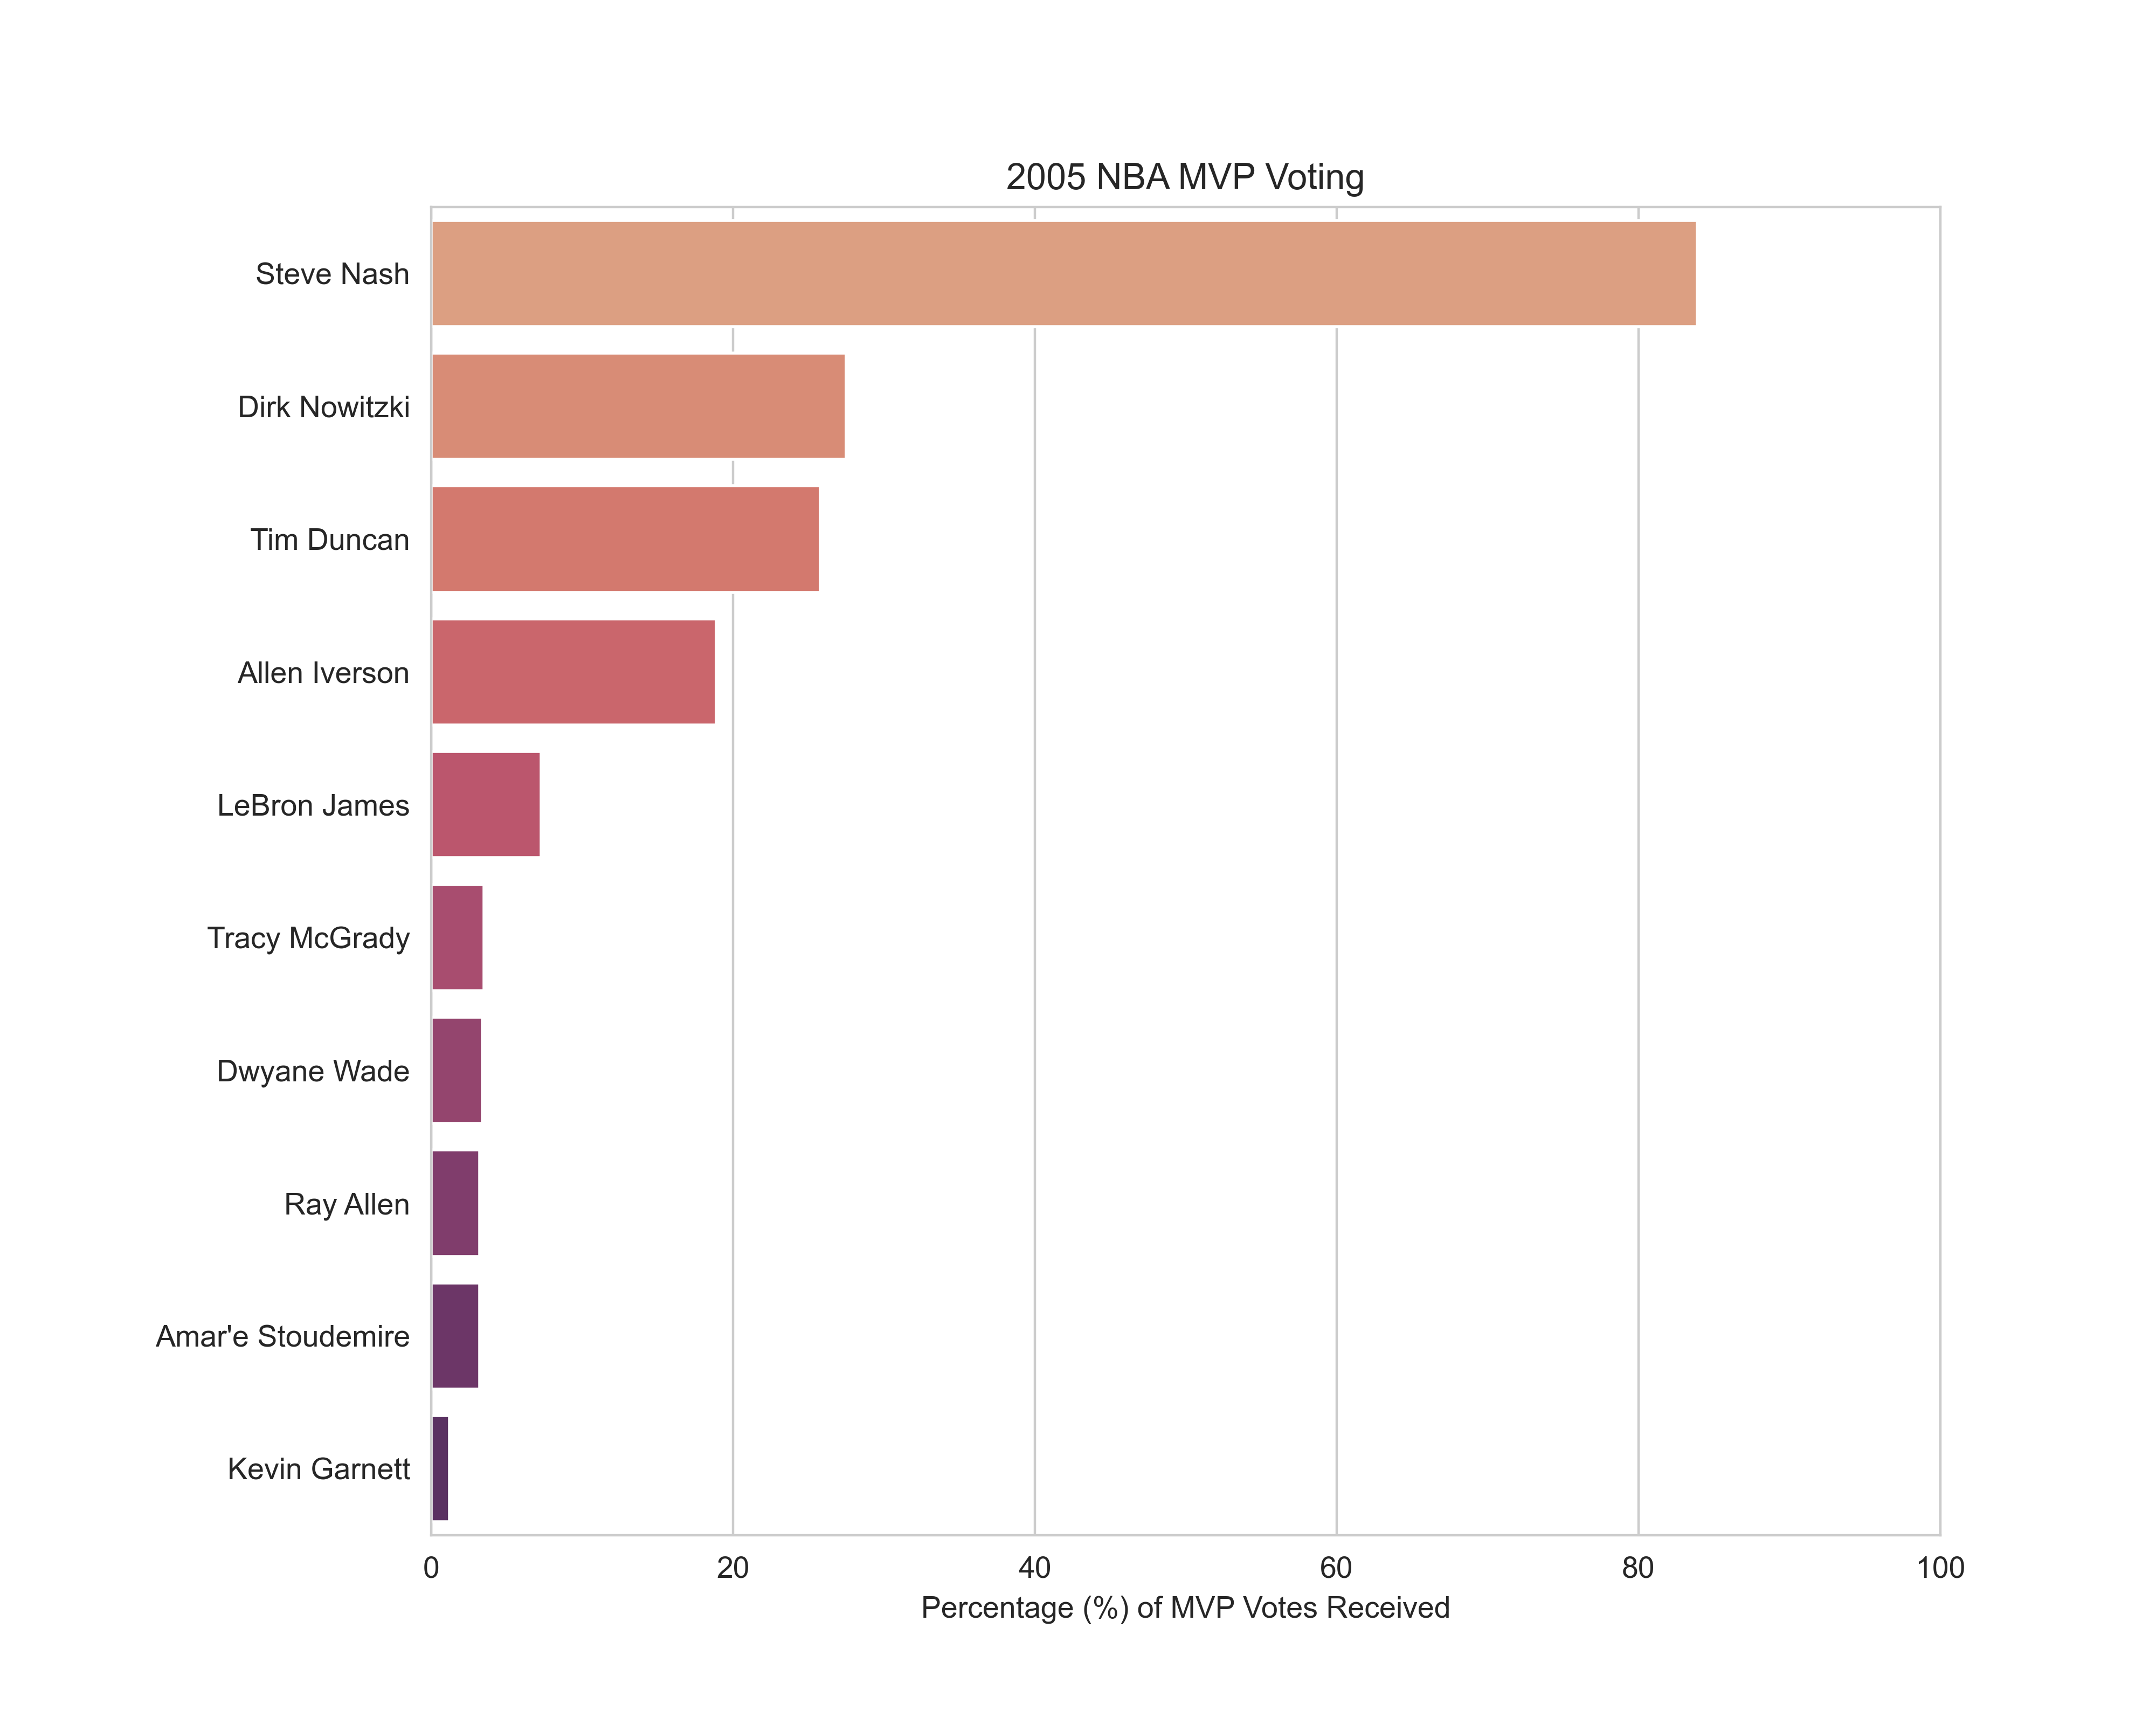 2005 NBA MVP Voting
Steve Nash
Dirk Nowitzki
Tim Duncan
Allen Iverson
LeBron James
Tracy McGrady
Dwyane Wade
Ray Allen
Amar'e Stoudemire
Kevin Garnett
0 20 40 60 80 100
Percentage (%) of MVP Votes Received